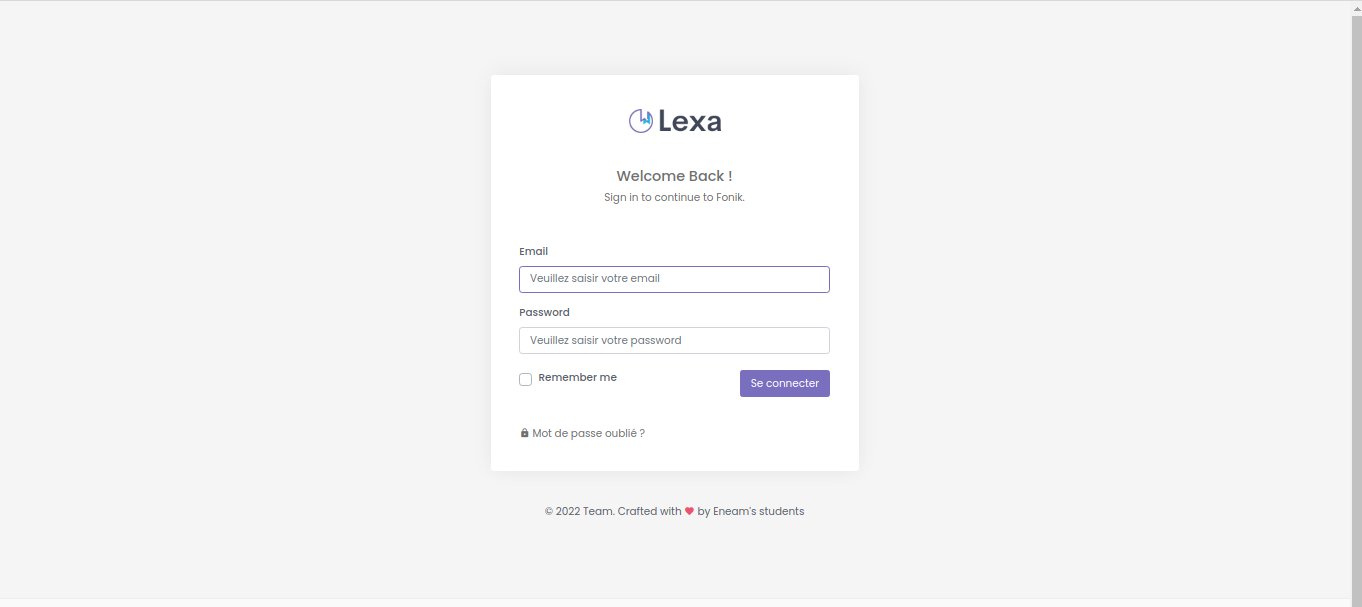 Lexa
Welcome Back !
Sign in to continue to Fonik.
Email
Veuillez saisir votre email
Password
Veuillez saisir votre password
Remember me
Se connecter
Mot de passe oublié ?
© 2022 Team. Crafted with ❤ by Eneam's students